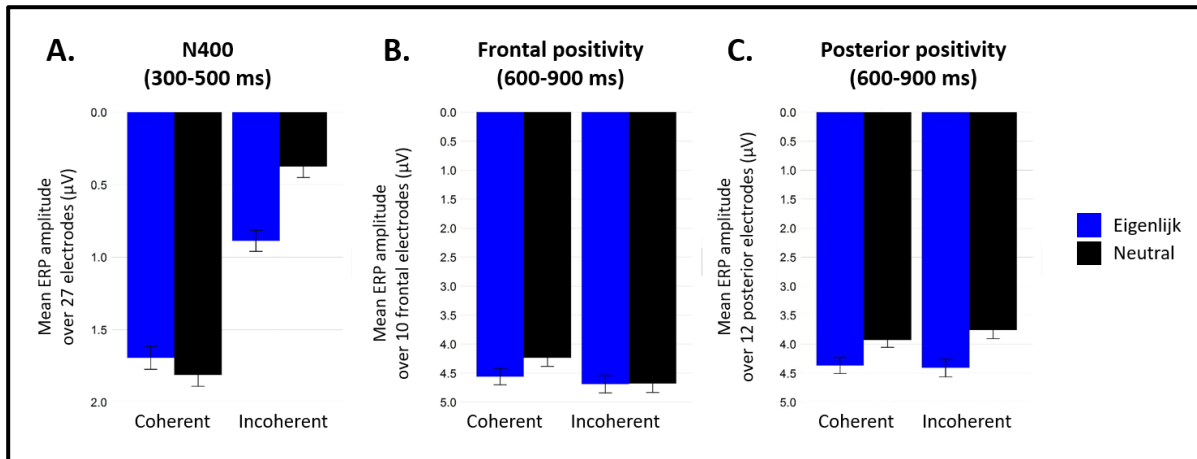 A.
N400
(300-500 ms)
Mean ERP amplitude
over 27 electrodes (µV)
0.0
0.5
1.0
1.5
2.0
Coherent
Incoherent
B.
Frontal positivity
(600-900 ms)
Mean ERP amplitude
over 10 frontal electrodes (µV)
0.0
0.5
1.0
1.5
2.0
2.5
3.5
3.5
4.0
4.5
5.0
Coherent
Incoherent
C.
Posterior positivity
(600-900 ms)
Mean ERP amplitude
over 12 posterior electrodes (µV)
0.0
0.5
1.0
1.5
2.0
2.5
3.5
3.5
4.0
4.5
5.0
Coherent
Incoherent
Eigenlijk
Neutral